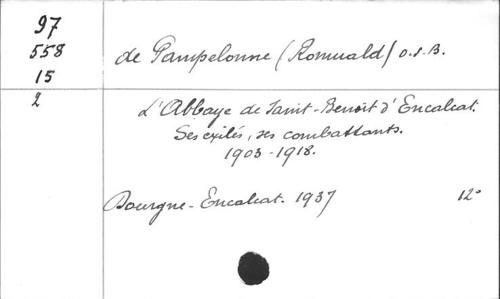 97
558
15
2
de Pampelonne (Romuald) O.S.B.
L'Abbaye de Saint-Benoît d'Encalcat.
Ses exilés, ses combattants.
1903-1918.
Dourgne-Encalcat. 1937 12°